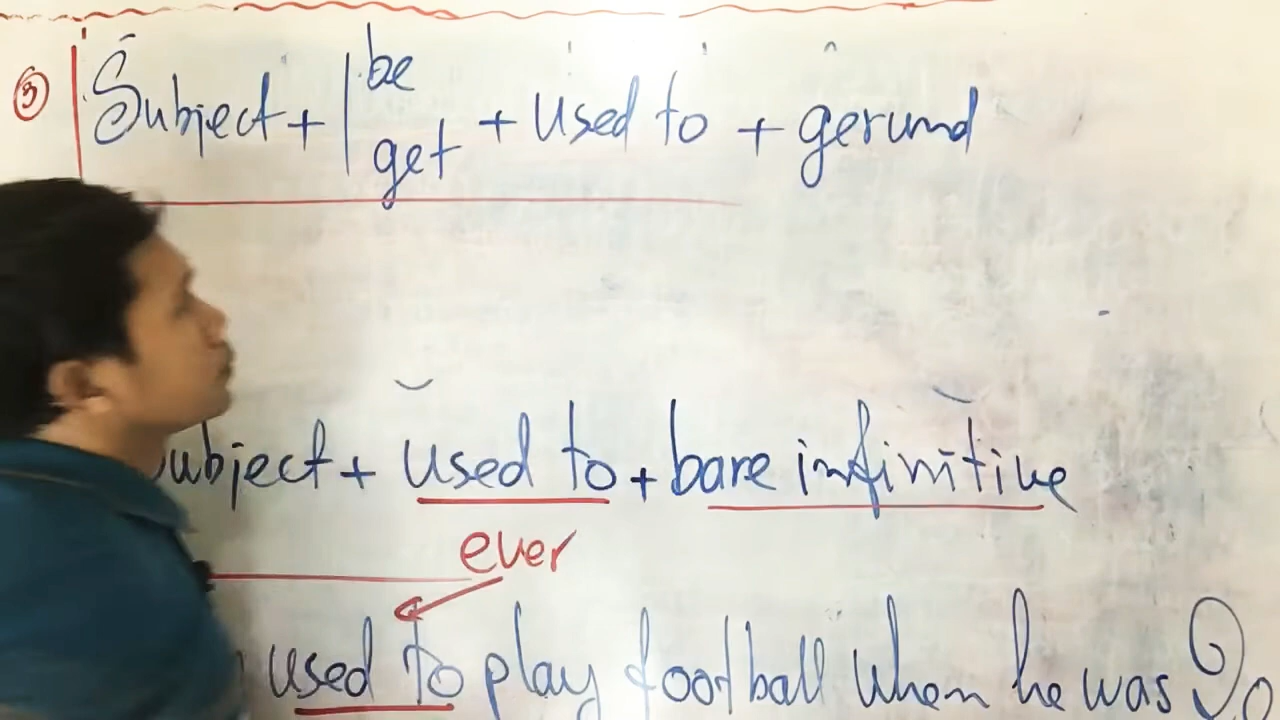 3 Subject + be + used to + gerund
get
ubject + used to + bare infinitive
ever
used to play football when he was